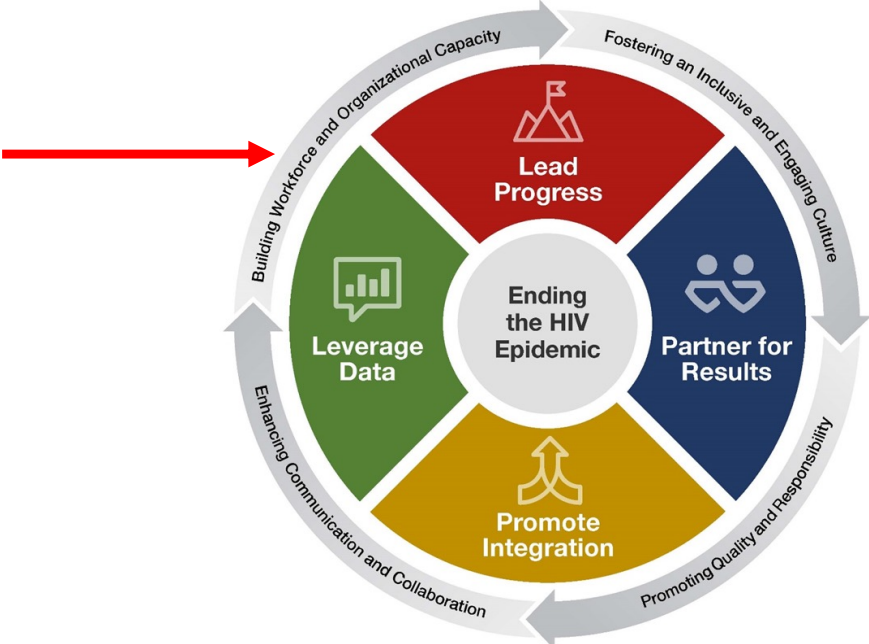 Building Workforce and Organizational Capacity
Fostering an Inclusive and Engaging Culture
Lead
Progress
Ending
the HIV
Epidemic
Leverage
Data
Partner for
Results
Promote
Integration
Enhancing Communication and Collaboration
Promoting Quality and Responsibility